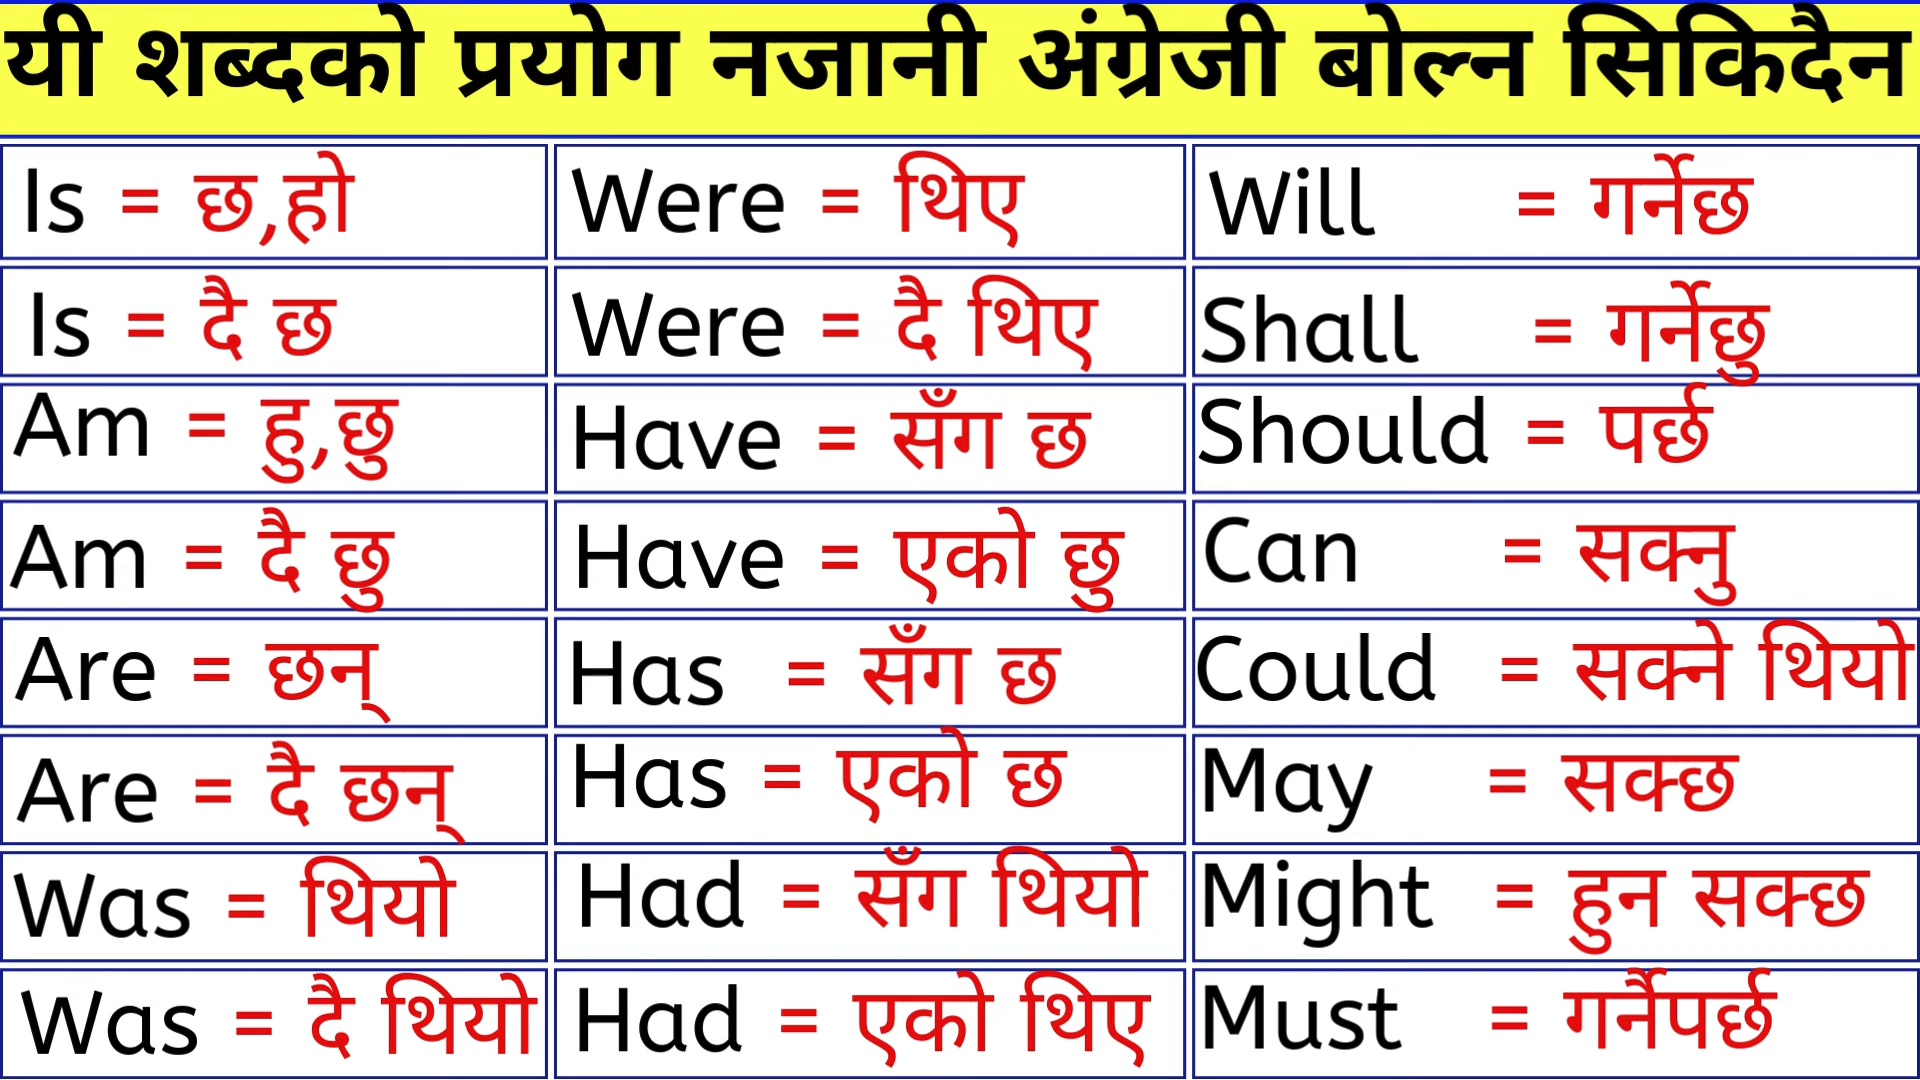 यी शब्दको प्रयोग नजानी अंग्रेजी बोल्न सिकिदैन
Is = छ,हो
Were = थिए
Will = गर्नेछ
Is = दै छ
Were = दै थिए
Shall = गर्नेछु
Am = हु,छु
Have = सँग छ
Should = पर्छ
Am = दै छु
Have = एको छु
Can = सक्नु
Are = छन्
Has = सँग छ
Could = सक्ने थियो
Are = दै छन्
Has = एको छ
May = सक्छ
Was = थियो
Had = सँग थियो
Might = हुन सक्छ
Was = दै थियो
Had = एको थिए
Must = गर्नैपर्छ